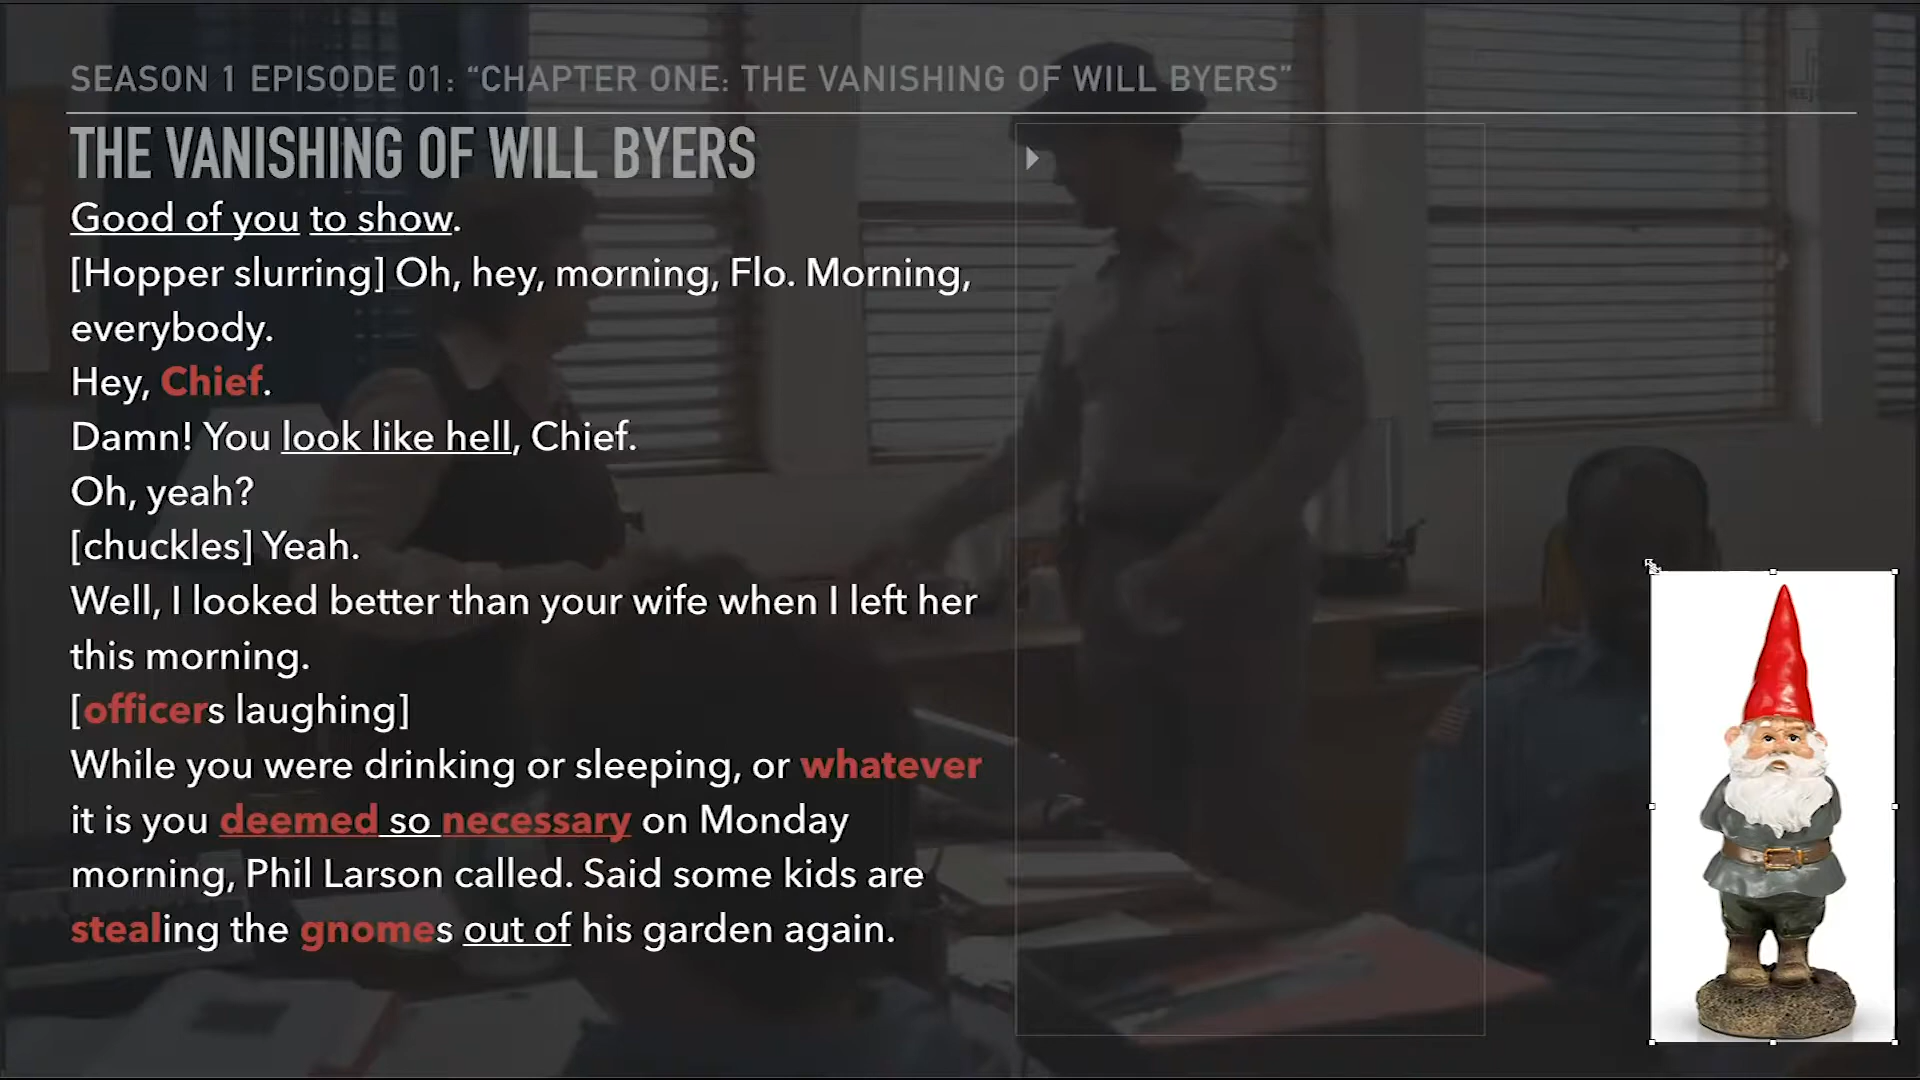 SEASON 1 EPISODE 01: “CHAPTER ONE: THE VANISHING OF WILL BYERS”
THE VANISHING OF WILL BYERS
Good of you to show.
[Hopper slurring] Oh, hey, morning, Flo. Morning,
everybody.
Hey, Chief.
Damn! You look like hell, Chief.
Oh, yeah?
[chuckles] Yeah.
Well, I looked better than your wife when I left her
this morning.
[officers laughing]
While you were drinking or sleeping, or whatever
it is you deemed so necessary on Monday
morning, Phil Larson called. Said some kids are
stealing the gnomes out of his garden again.